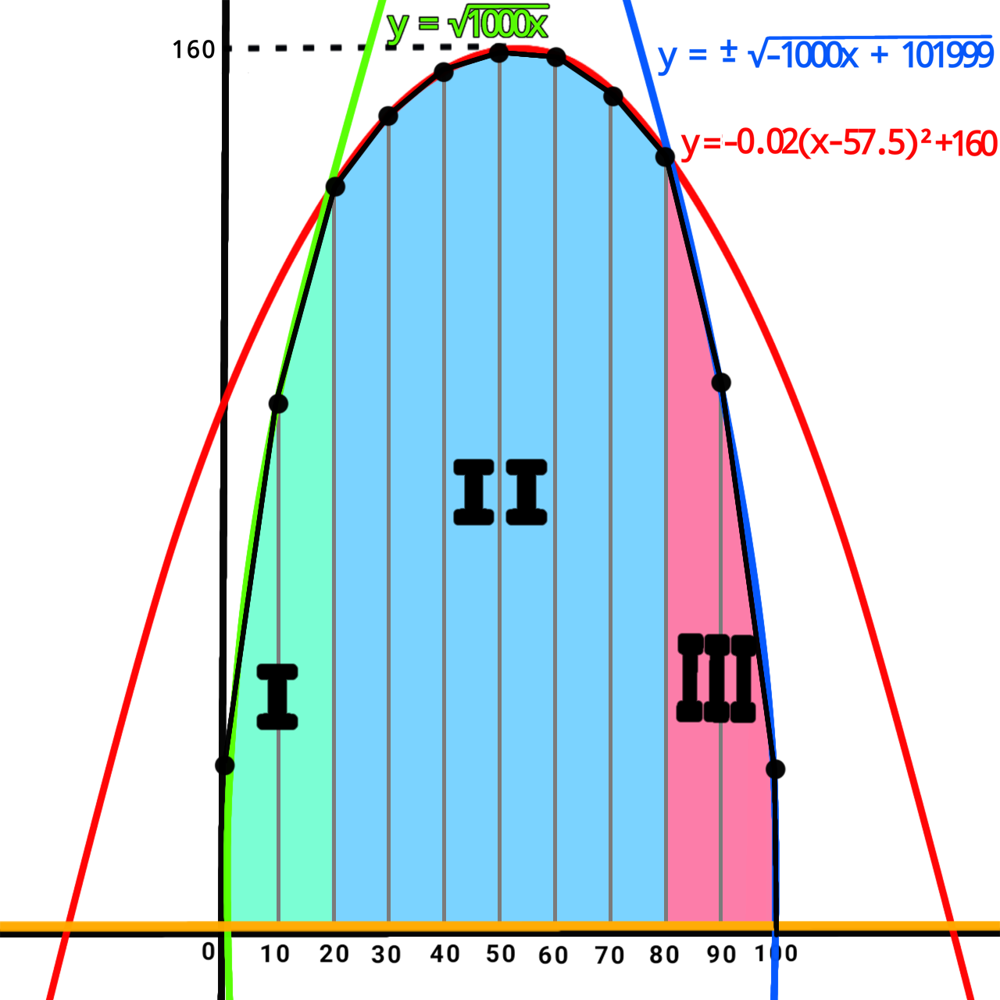 y = √1000x
160
y = ± √-1000x + 101999
y=-0.02(x-57.5)²+160
II
III
I
0 10 20 30 40 50 60 70 80 90 100